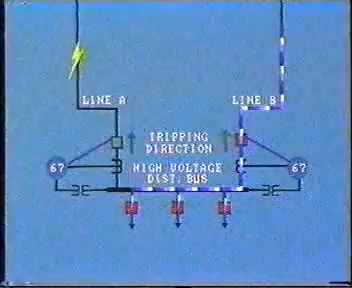 LINE A
LINE B
TRIPPING
DIRECTION
67
HIGH VOLTAGE
67
DIST. BUS